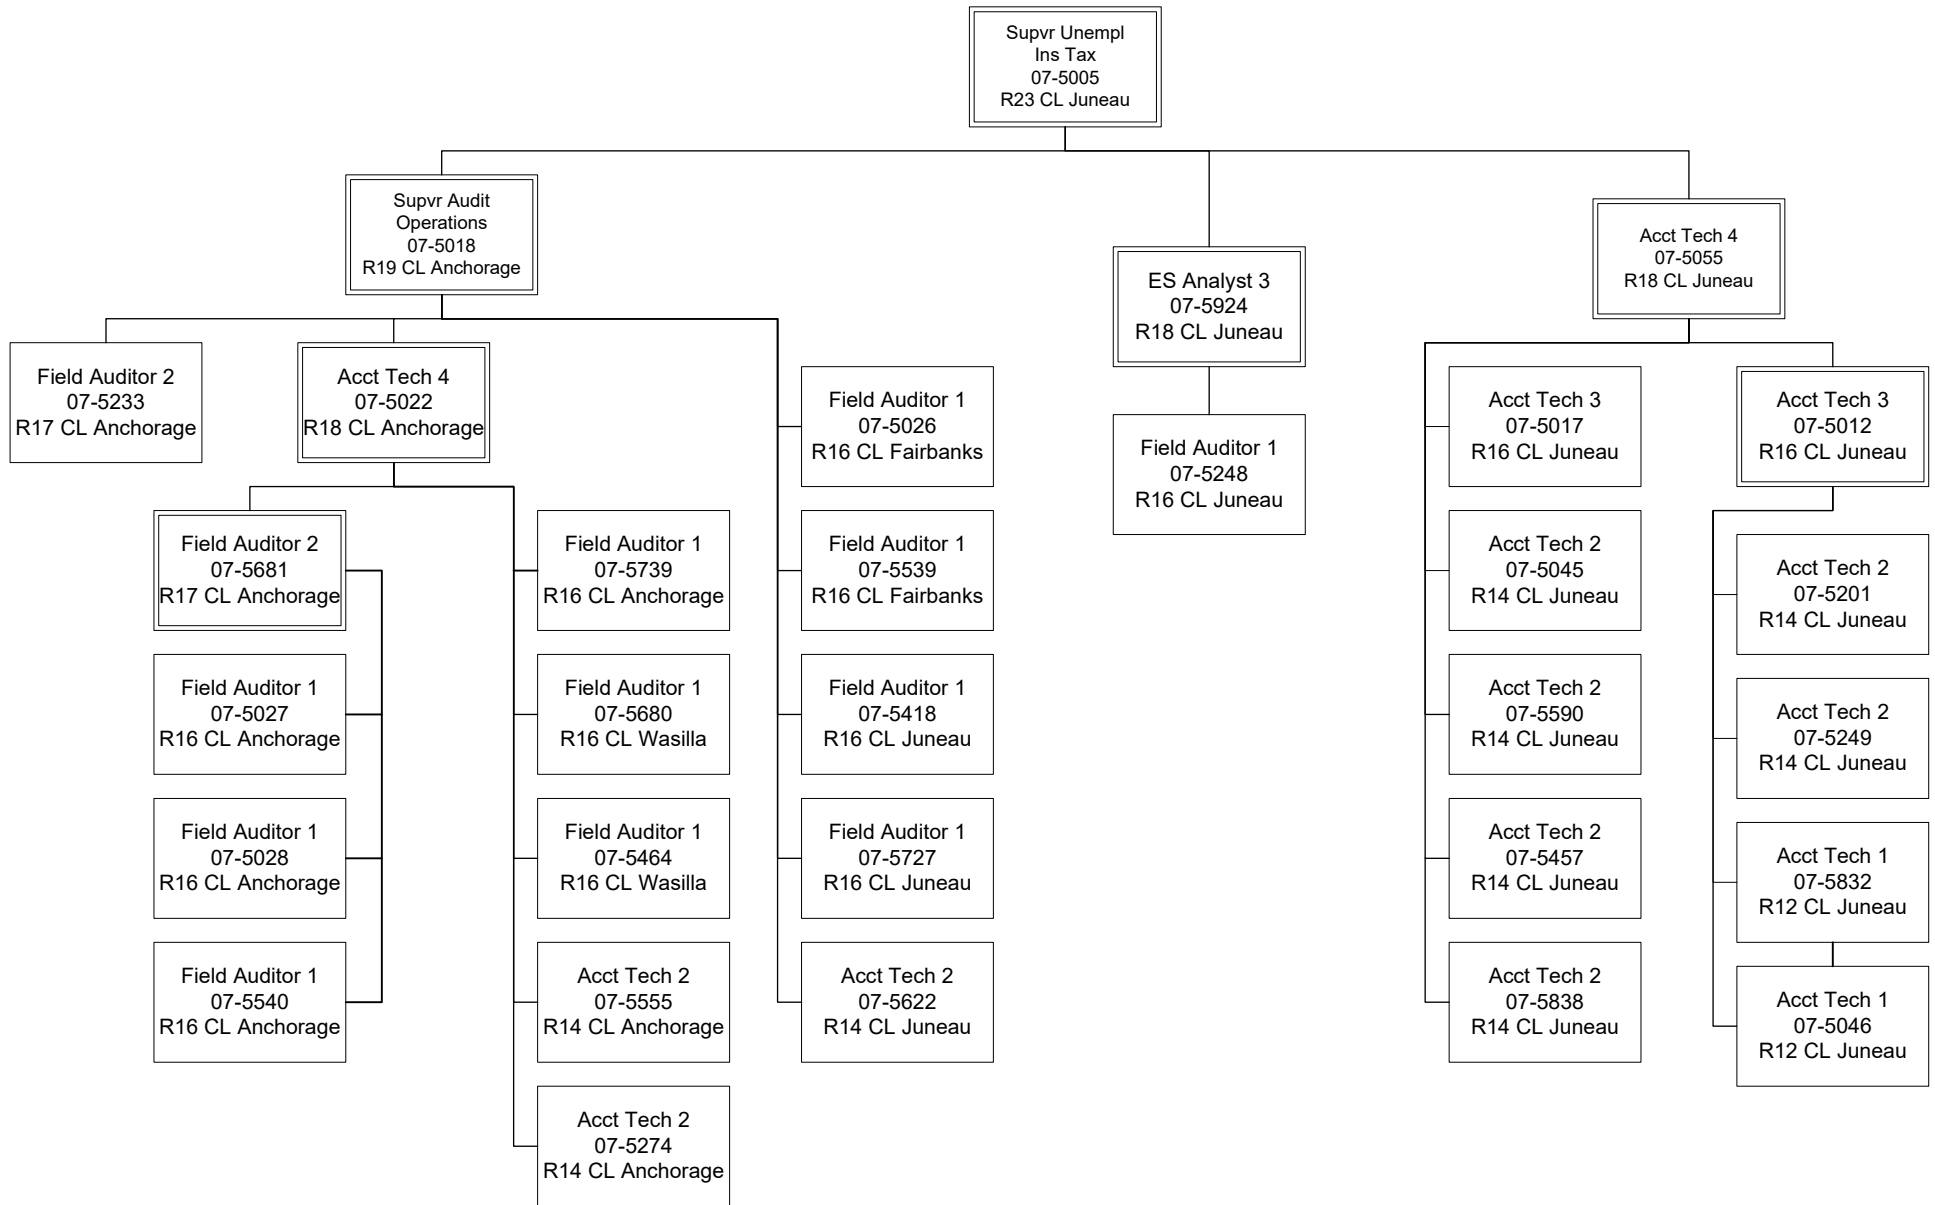 Supvr Unempl
Ins Tax
07-5005
R23 CL Juneau
Supvr Audit
Operations
07-5018
R19 CL Anchorage
ES Analyst 3
07-5924
R18 CL Juneau
Acct Tech 4
07-5055
R18 CL Juneau
Field Auditor 2
07-5233
R17 CL Anchorage
Acct Tech 4
07-5022
R18 CL Anchorage
Field Auditor 2
07-5681
R17 CL Anchorage
Field Auditor 1
07-5027
R16 CL Anchorage
Field Auditor 1
07-5028
R16 CL Anchorage
Field Auditor 1
07-5540
R16 CL Anchorage
Field Auditor 1
07-5739
R16 CL Anchorage
Field Auditor 1
07-5680
R16 CL Wasilla
Field Auditor 1
07-5464
R16 CL Wasilla
Acct Tech 2
07-5555
R14 CL Anchorage
Acct Tech 2
07-5274
R14 CL Anchorage
Field Auditor 1
07-5026
R16 CL Fairbanks
Field Auditor 1
07-5539
R16 CL Fairbanks
Field Auditor 1
07-5418
R16 CL Juneau
Field Auditor 1
07-5727
R16 CL Juneau
Acct Tech 2
07-5622
R14 CL Juneau
Field Auditor 1
07-5248
R16 CL Juneau
Acct Tech 3
07-5017
R16 CL Juneau
Acct Tech 2
07-5045
R14 CL Juneau
Acct Tech 2
07-5590
R14 CL Juneau
Acct Tech 2
07-5457
R14 CL Juneau
Acct Tech 2
07-5838
R14 CL Juneau
Acct Tech 3
07-5012
R16 CL Juneau
Acct Tech 2
07-5201
R14 CL Juneau
Acct Tech 2
07-5249
R14 CL Juneau
Acct Tech 1
07-5832
R12 CL Juneau
Acct Tech 1
07-5046
R12 CL Juneau